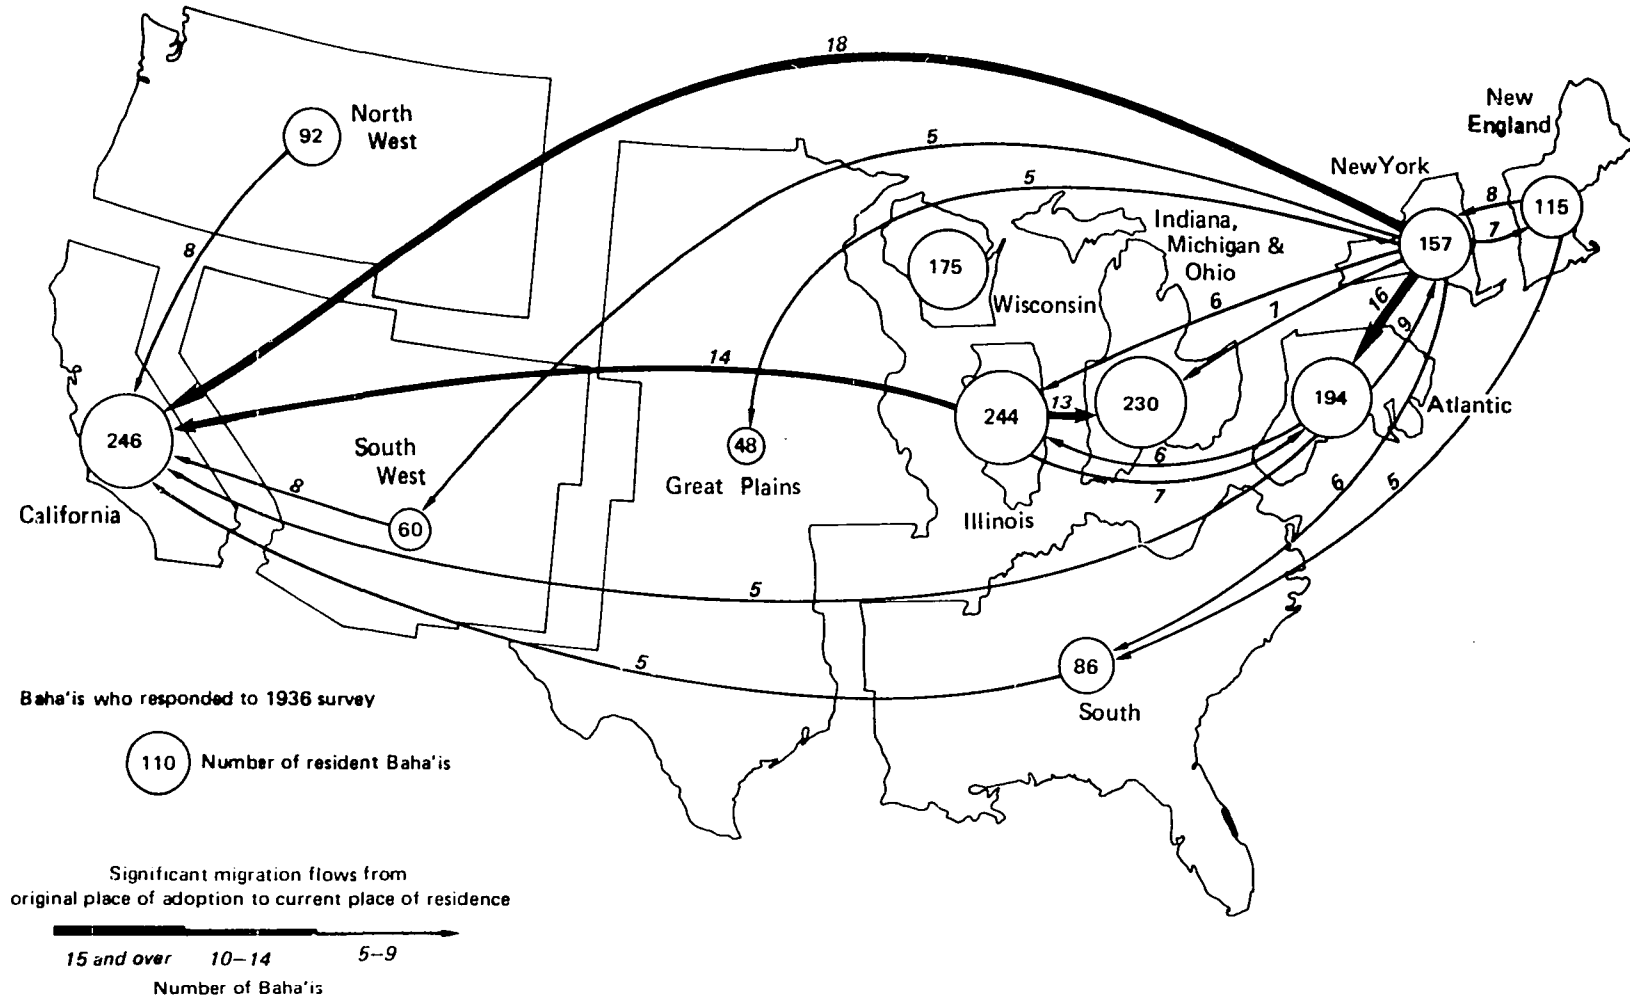 18
New
England
North
West
92
5
NewYork
5
8
115
Indiana,
Michigan &
Ohio
7
157
8
175
Wisconsin
6
7
16
9
14
246
South
West
48
Great Plains
244
13
230
194
Atlantic
6
7
6
5
8
60
California
Illinois
5
5
86
South
Baha'is who responded to 1936 survey
110 Number of resident Baha'is
Significant migration flows from
original place of adoption to current place of residence
15 and over 10–14 5–9
Number of Baha'is